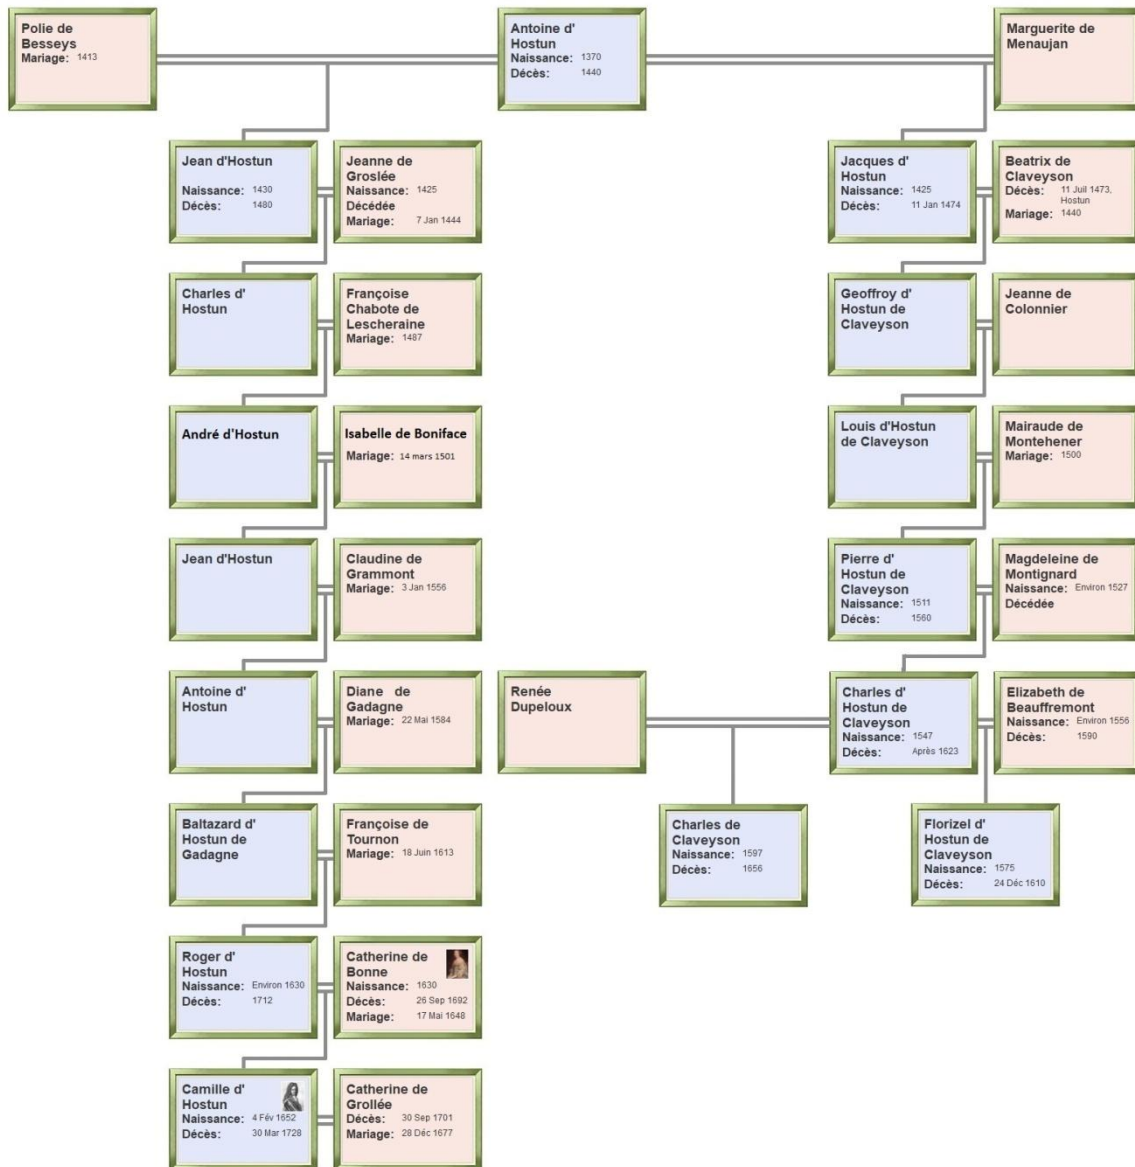 Polie de
Besseys
Mariage: 1413
Antoine d'
Hostun
Naissance: 1370
Décès: 1440
Marguerite de
Menaujan
Jean d'Hostun
Naissance: 1430
Décès: 1480
Jeanne de
Groslée
Naissance: 1425
Décédée
Mariage: 7 Jan 1444
Jacques d'
Hostun
Naissance: 1425
Décès: 11 Jan 1474
Beatrix de
Claveyson
Décès: 11 Juil 1473,
Hostun
Mariage: 1440
Charles d'
Hostun
Françoise
Chabote de
Lescheraine
Mariage: 1487
Geoffroy d'
Hostun de
Claveyson
Jeanne de
Colonnier
André d'Hostun
Isabelle de Boniface
Mariage: 14 mars 1501
Louis d'Hostun
de Claveyson
Mairaude de
Montehener
Mariage: 1500
Jean d'Hostun
Claudine de
Grammont
Mariage: 3 Jan 1556
Pierre d'
Hostun de
Claveyson
Naissance: 1511
Décès: 1560
Magdeleine de
Montignard
Naissance: Environ 1527
Décédée
Antoine d'
Hostun
Diane de
Gadagne
Mariage: 22 Mai 1584
Renée
Dupeloux
Charles d'
Hostun de
Claveyson
Naissance: 1547
Décès: Après 1623
Elizabeth de
Beauffremont
Naissance: Environ 1556
Décès: 1590
Baltazard d'
Hostun de
Gadagne
Françoise de
Tournon
Mariage: 18 Juin 1613
Charles de
Claveyson
Naissance: 1597
Décès: 1656
Florizel d'
Hostun de
Claveyson
Naissance: 1575
Décès: 24 Déc 1610
Roger d'
Hostun
Naissance: Environ 1630
Décès: 1712
Catherine de
Bonne
Naissance: 1630
Décès: 26 Sep 1692
Mariage: 17 Mai 1648
Camille d'
Hostun
Naissance: 4 Fév 1652
Décès: 30 Mar 1728
Catherine de
Grollée
Décès: 30 Sep 1701
Mariage: 28 Déc 1677